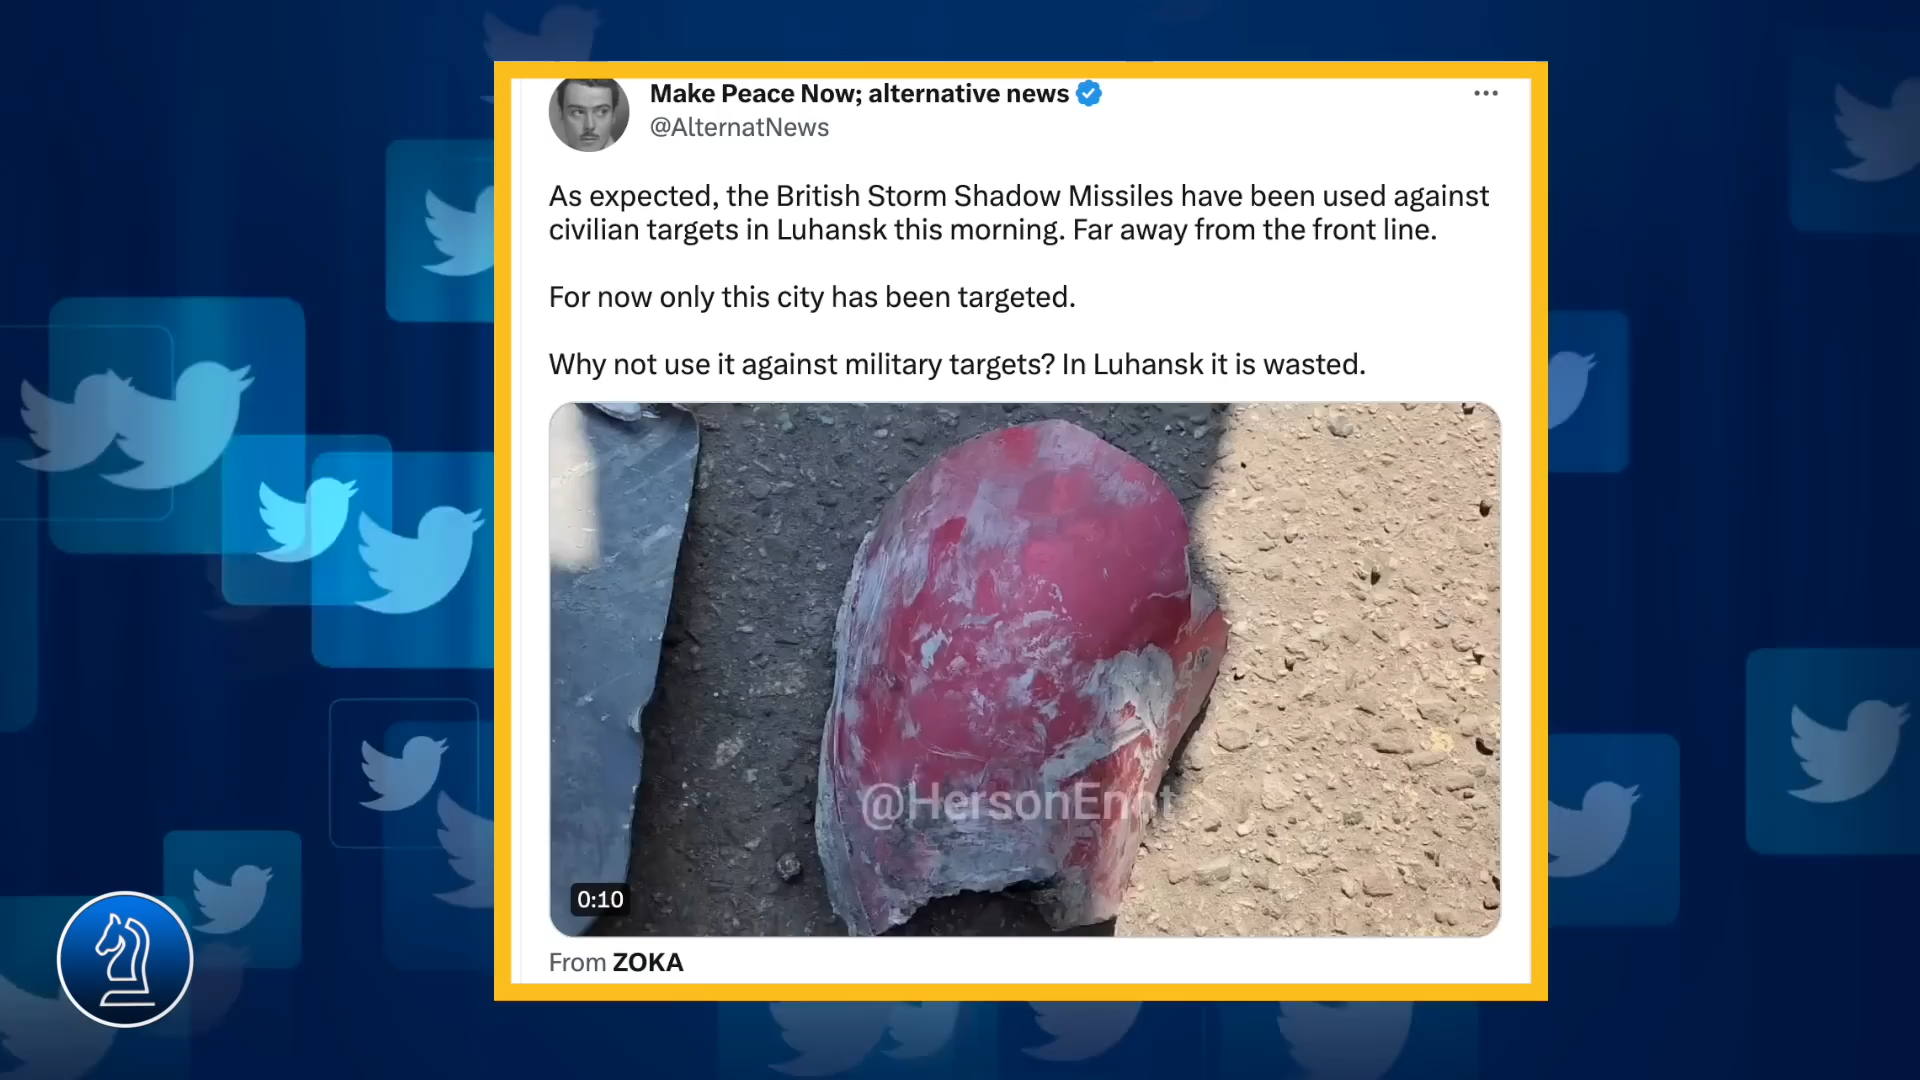 Make Peace Now; alternative news
@AlternatNews
As expected, the British Storm Shadow Missiles have been used against
civilian targets in Luhansk this morning. Far away from the front line.
For now only this city has been targeted.
Why not use it against military targets? In Luhansk it is wasted.
@HersonEnot
0:10
From ZOKA